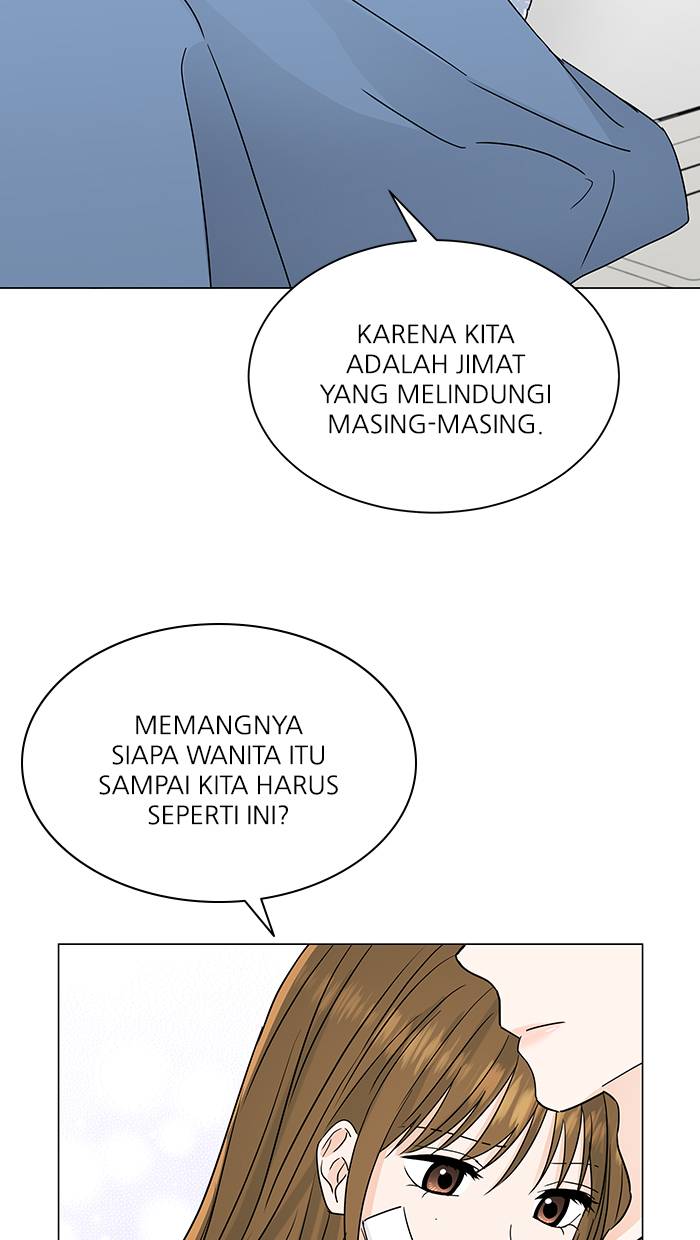 KARENA KITA
ADALAH JIMAT
YANG MELINDUNGI
MASING-MASING.
MEMANGNYA
SIAPA WANITA ITU
SAMPAI KITA HARUS
SEPERTI INI?